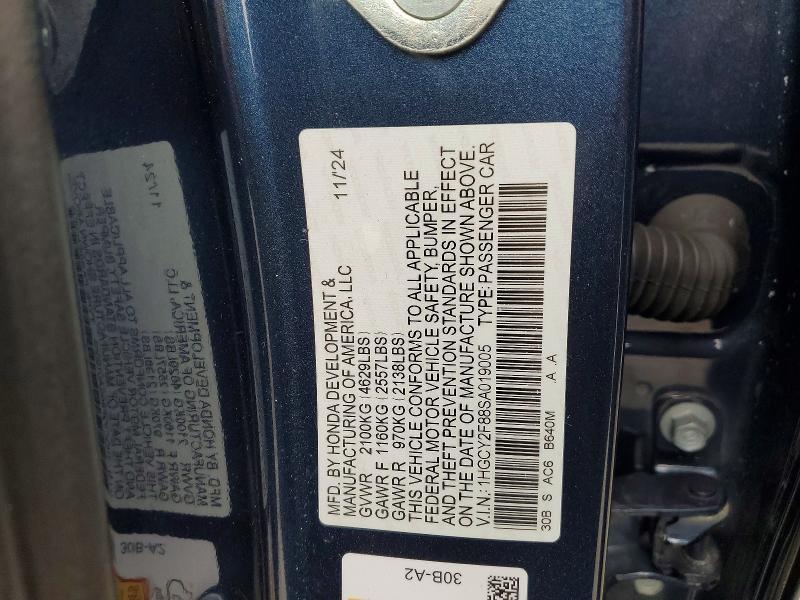 MFD. BY HONDA DEVELOPMENT & 11/'24
MANUFACTURING OF AMERICA, LLC
GVWR 2100KG (4629LBS)
GAWR F 1160KG (2557LBS)
GAWR R 970KG (2138LBS)
THIS VEHICLE CONFORMS TO ALL APPLICABLE
FEDERAL MOTOR VEHICLE SAFETY, BUMPER,
AND THEFT PREVENTION STANDARDS IN EFFECT
ON THE DATE OF MANUFACTURE SHOWN ABOVE.
V.I.N.: 1HGCY2F88SA019005 TYPE: PASSENGER CAR
30B S AC6 B640M .A .A
30B-A2